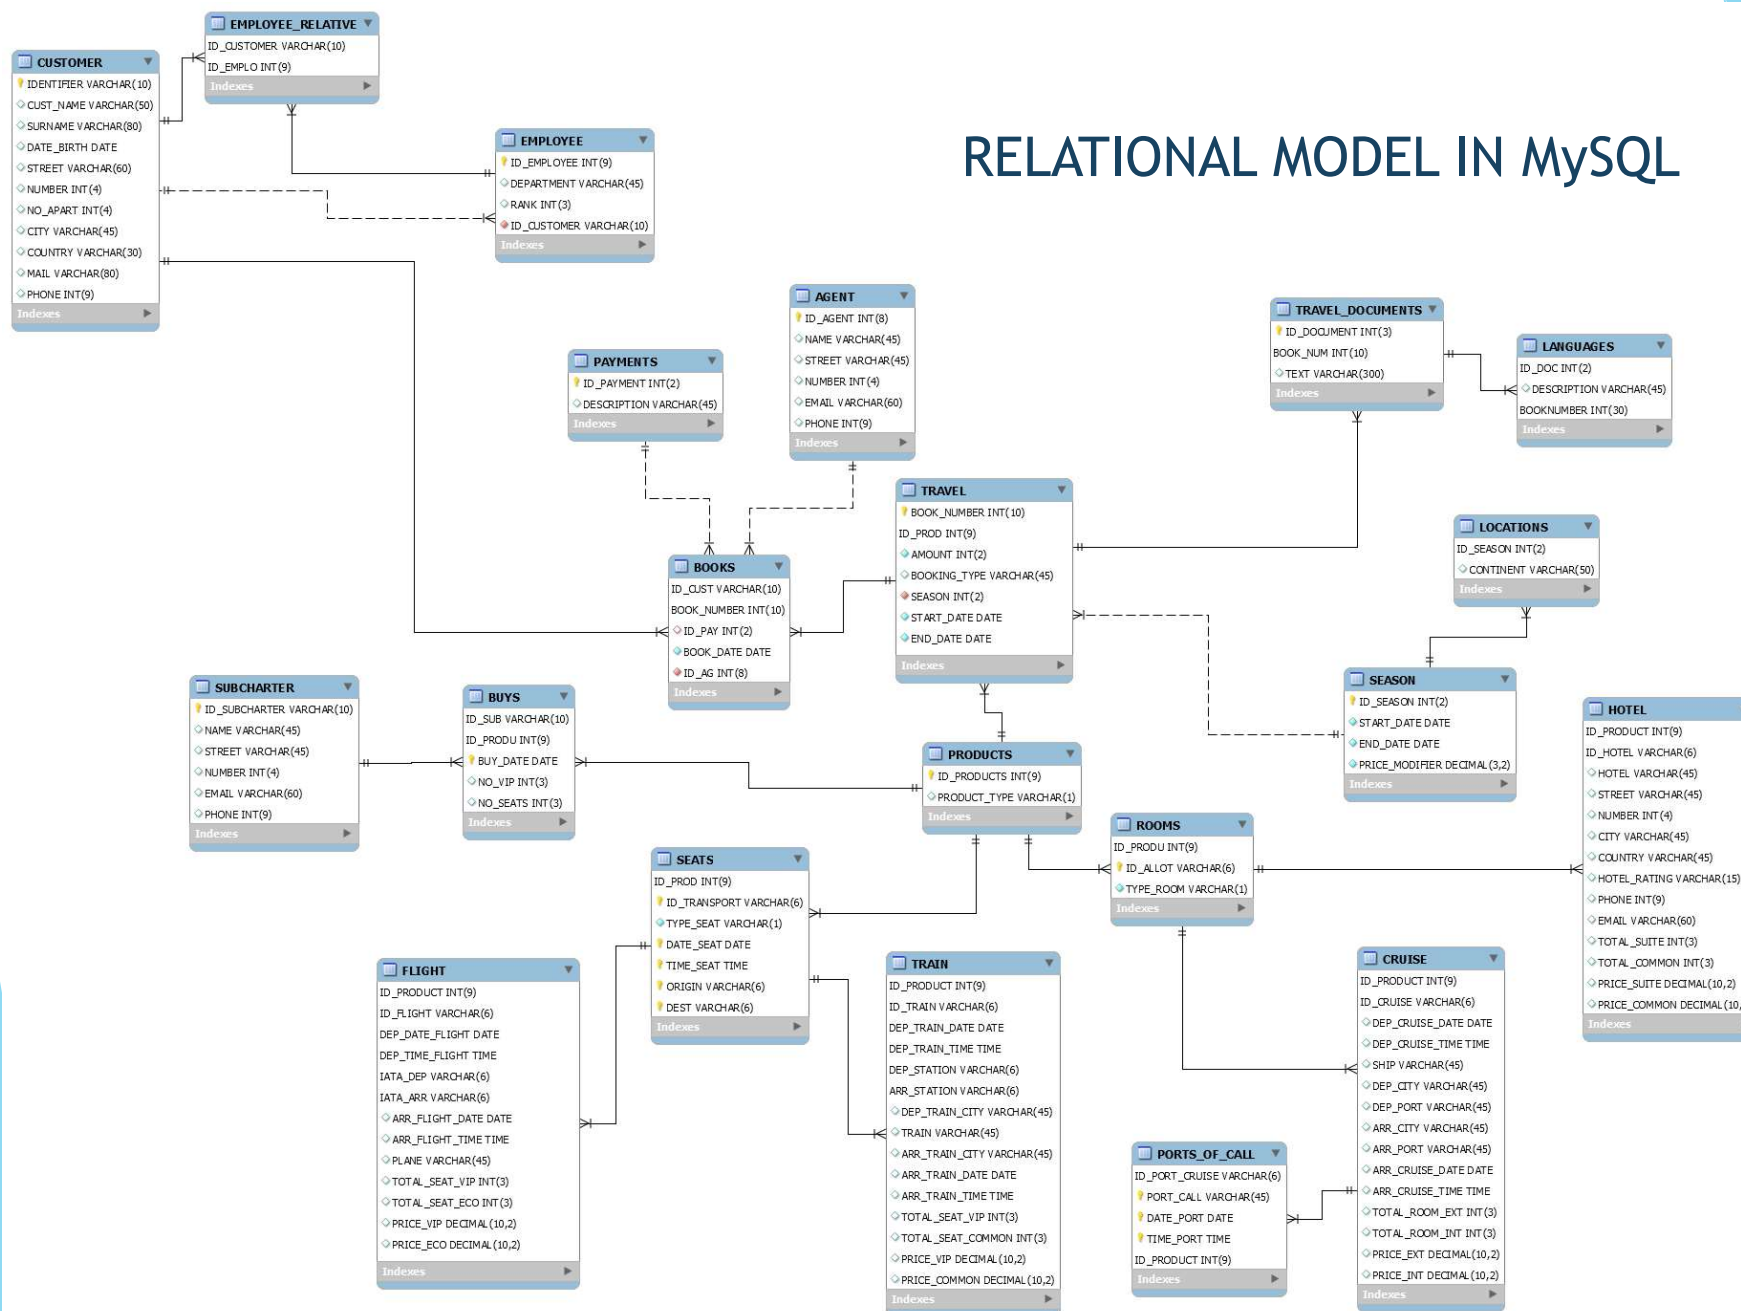 RELATIONAL MODEL IN MySQL
EMPLOYEE_RELATIVE
ID_CUSTOMER VARCHAR(10)
ID_EMPLO INT(9)
Indexes
CUSTOMER
IDENTIFIER VARCHAR(10)
CUST_NAME VARCHAR(50)
SURNAME VARCHAR(80)
DATE_BIRTH DATE
STREET VARCHAR(60)
NUMBER INT(4)
NO_APART INT(4)
CITY VARCHAR(45)
COUNTRY VARCHAR(30)
MAIL VARCHAR(80)
PHONE INT(9)
Indexes
EMPLOYEE
ID_EMPLOYEE INT(9)
DEPARTMENT VARCHAR(45)
RANK INT(3)
ID_CUSTOMER VARCHAR(10)
Indexes
AGENT
ID_AGENT INT(8)
NAME VARCHAR(45)
STREET VARCHAR(45)
NUMBER INT(4)
EMAIL VARCHAR(60)
PHONE INT(9)
Indexes
PAYMENTS
ID_PAYMENT INT(2)
DESCRIPTION VARCHAR(45)
Indexes
TRAVEL_DOCUMENTS
ID_DOCUMENT INT(3)
BOOK_NUM INT(10)
TEXT VARCHAR(300)
Indexes
LANGUAGES
ID_DOC INT(2)
DESCRIPTION VARCHAR(45)
BOOKNUMBER INT(30)
Indexes
TRAVEL
BOOK_NUMBER INT(10)
ID_PROD INT(9)
AMOUNT INT(2)
BOOKING_TYPE VARCHAR(45)
SEASON INT(2)
START_DATE DATE
END_DATE DATE
Indexes
LOCATIONS
ID_SEASON INT(2)
CONTINENT VARCHAR(50)
Indexes
BOOKS
ID_CUST VARCHAR(10)
BOOK_NUMBER INT(10)
ID_PAY INT(2)
BOOK_DATE DATE
ID_AG INT(8)
Indexes
SUBCHARTER
ID_SUBCHARTER VARCHAR(10)
NAME VARCHAR(45)
STREET VARCHAR(45)
NUMBER INT(4)
EMAIL VARCHAR(60)
PHONE INT(9)
Indexes
BUYS
ID_SUB VARCHAR(10)
ID_PRODU INT(9)
BUY_DATE DATE
NO_VIP INT(3)
NO_SEATS INT(3)
Indexes
SEASON
ID_SEASON INT(2)
START_DATE DATE
END_DATE DATE
PRICE_MODIFIER DECIMAL(3,2)
Indexes
HOTEL
ID_PRODUCT INT(9)
ID_HOTEL VARCHAR(6)
HOTEL VARCHAR(45)
STREET VARCHAR(45)
NUMBER INT(4)
CITY VARCHAR(45)
COUNTRY VARCHAR(45)
HOTEL_RATING VARCHAR(15)
PHONE INT(9)
EMAIL VARCHAR(60)
TOTAL_SUITE INT(3)
TOTAL_COMMON INT(3)
PRICE_SUITE DECIMAL(10,2)
PRICE_COMMON DECIMAL(10,
Indexes
PRODUCTS
ID_PRODUCTS INT(9)
PRODUCT_TYPE VARCHAR(1)
Indexes
ROOMS
ID_PRODU INT(9)
ID_ALLOT VARCHAR(6)
TYPE_ROOM VARCHAR(1)
Indexes
SEATS
ID_PROD INT(9)
ID_TRANSPORT VARCHAR(6)
TYPE_SEAT VARCHAR(1)
DATE_SEAT DATE
TIME_SEAT TIME
ORIGIN VARCHAR(6)
DEST VARCHAR(6)
Indexes
FLIGHT
ID_PRODUCT INT(9)
ID_FLIGHT VARCHAR(6)
DEP_DATE_FLIGHT DATE
DEP_TIME_FLIGHT TIME
IATA_DEP VARCHAR(6)
IATA_ARR VARCHAR(6)
ARR_FLIGHT_DATE DATE
ARR_FLIGHT_TIME TIME
PLANE VARCHAR(45)
TOTAL_SEAT_VIP INT(3)
TOTAL_SEAT_ECO INT(3)
PRICE_VIP DECIMAL(10,2)
PRICE_ECO DECIMAL(10,2)
Indexes
TRAIN
ID_PRODUCT INT(9)
ID_TRAIN VARCHAR(6)
DEP_TRAIN_DATE DATE
DEP_TRAIN_TIME TIME
DEP_STATION VARCHAR(6)
ARR_STATION VARCHAR(6)
DEP_TRAIN_CITY VARCHAR(45)
TRAIN VARCHAR(45)
ARR_TRAIN_CITY VARCHAR(45)
ARR_TRAIN_DATE DATE
ARR_TRAIN_TIME TIME
TOTAL_SEAT_VIP INT(3)
TOTAL_SEAT_COMMON INT(3)
PRICE_VIP DECIMAL(10,2)
PRICE_COMMON DECIMAL(10,2)
Indexes
CRUISE
ID_PRODUCT INT(9)
ID_CRUISE VARCHAR(6)
DEP_CRUISE_DATE DATE
DEP_CRUISE_TIME TIME
SHIP VARCHAR(45)
DEP_CITY VARCHAR(45)
DEP_PORT VARCHAR(45)
ARR_CITY VARCHAR(45)
ARR_PORT VARCHAR(45)
ARR_CRUISE_DATE DATE
ARR_CRUISE_TIME TIME
TOTAL_ROOM_EXT INT(3)
TOTAL_ROOM_INT INT(3)
PRICE_EXT DECIMAL(10,2)
PRICE_INT DECIMAL(10,2)
Indexes
PORTS_OF_CALL
ID_PORT_CRUISE VARCHAR(6)
PORT_CALL VARCHAR(45)
DATE_PORT DATE
TIME_PORT TIME
ID_PRODUCT INT(9)
Indexes